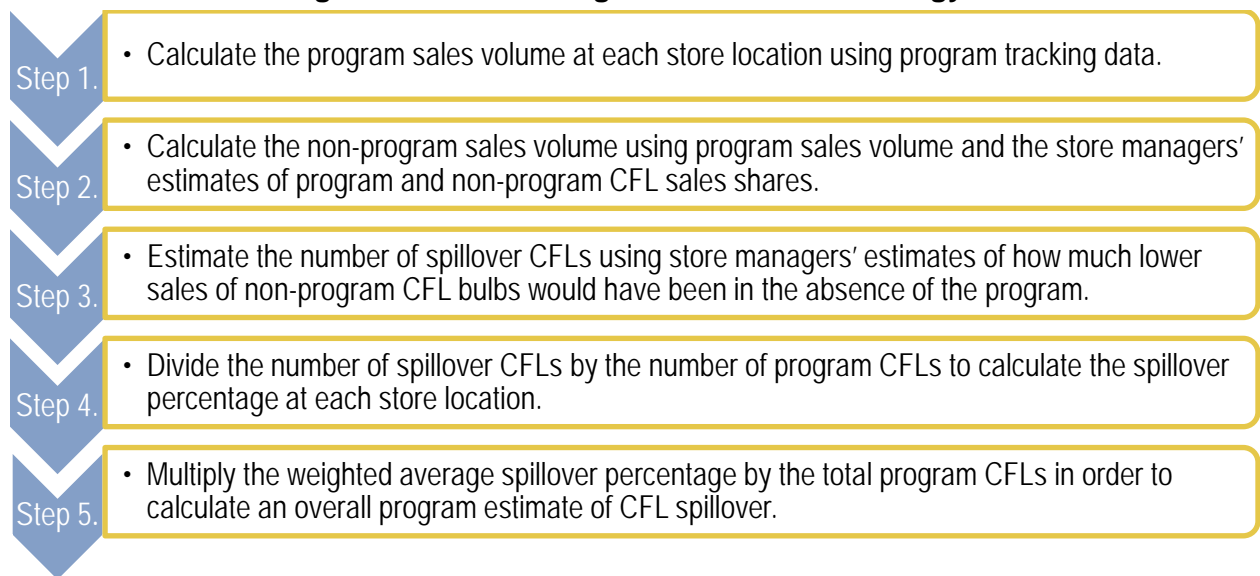 Step 1.
• Calculate the program sales volume at each store location using program tracking data.
Step 2.
• Calculate the non-program sales volume using program sales volume and the store managers’
estimates of program and non-program CFL sales shares.
Step 3.
• Estimate the number of spillover CFLs using store managers’ estimates of how much lower
sales of non-program CFL bulbs would have been in the absence of the program.
Step 4.
• Divide the number of spillover CFLs by the number of program CFLs to calculate the spillover
percentage at each store location.
Step 5.
• Multiply the weighted average spillover percentage by the total program CFLs in order to
calculate an overall program estimate of CFL spillover.